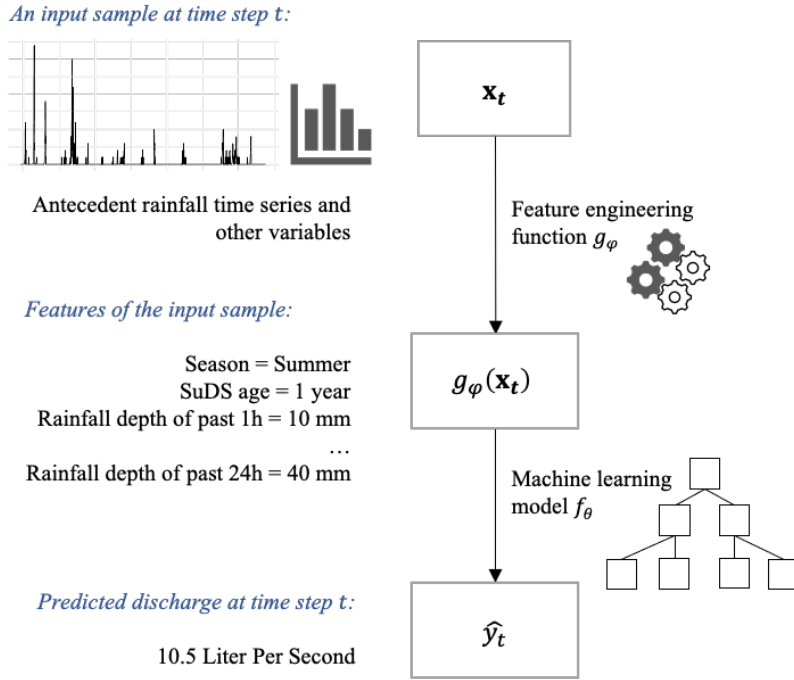 An input sample at time step t:
x_t
Antecedent rainfall time series and
other variables
Feature engineering
function g_φ
Features of the input sample:
Season = Summer
SuDS age = 1 year
Rainfall depth of past 1h = 10 mm
…
Rainfall depth of past 24h = 40 mm
g_φ(x_t)
Machine learning
model f_θ
Predicted discharge at time step t:
10.5 Liter Per Second
ŷ_t